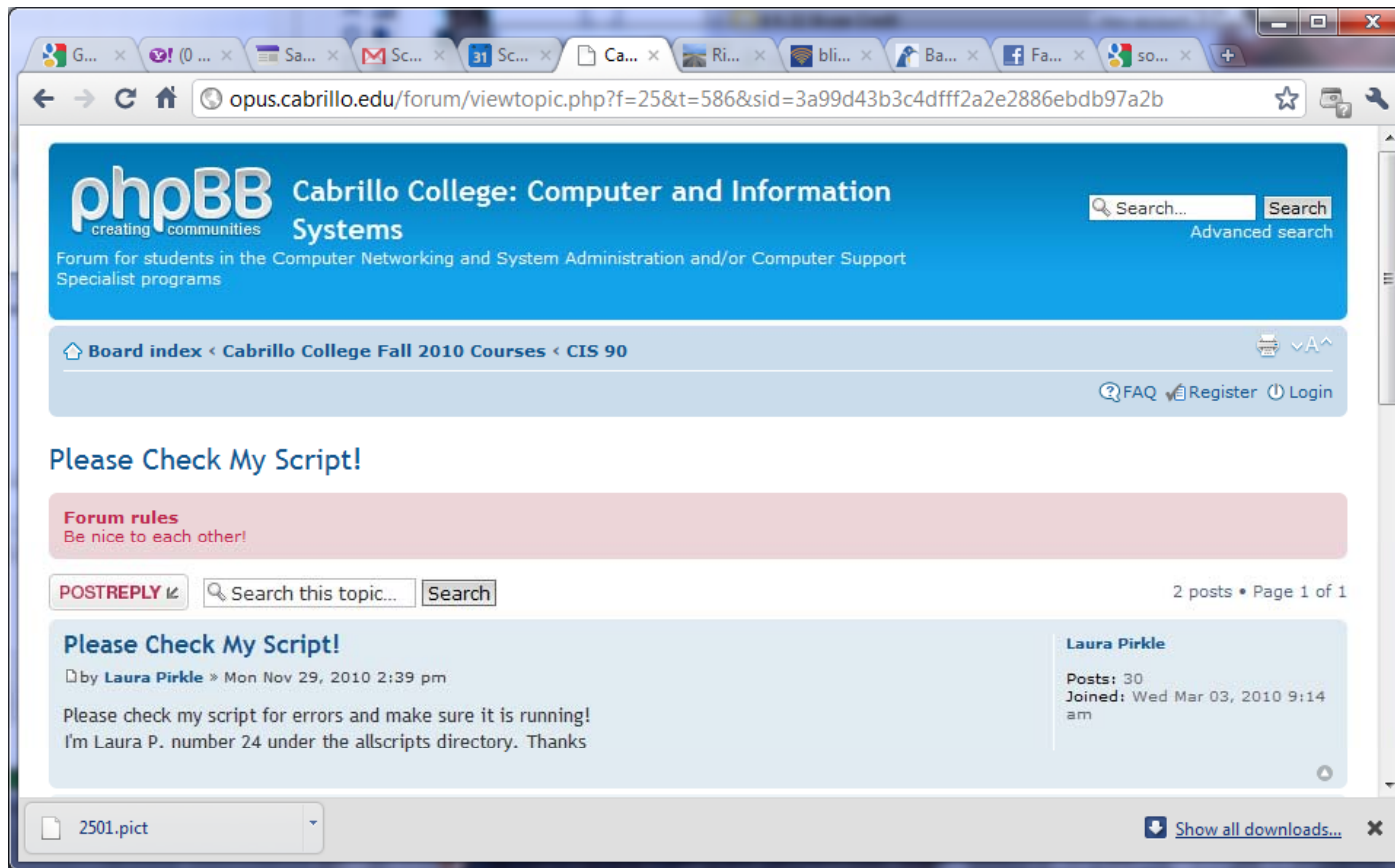 G...
(0 ...
Sa...
Sc...
31 Sc...
Ca...
Ri...
bli...
Ba...
Fa...
so...
opus.cabrillo.edu/forum/viewtopic.php?f=25&t=586&sid=3a99d43b3c4dfff2a2e2886ebdb97a2b
phpBB
creating communities
Cabrillo College: Computer and Information
Systems
Forum for students in the Computer Networking and System Administration and/or Computer Support
Specialist programs
Search... Search
Advanced search
Board index ‹ Cabrillo College Fall 2010 Courses ‹ CIS 90
A
FAQ Register Login
Please Check My Script!
Forum rules
Be nice to each other!
POSTREPLY Search this topic... Search
2 posts • Page 1 of 1
Please Check My Script!
by Laura Pirkle » Mon Nov 29, 2010 2:39 pm
Please check my script for errors and make sure it is running!
I'm Laura P. number 24 under the allscripts directory. Thanks
Laura Pirkle
Posts: 30
Joined: Wed Mar 03, 2010 9:14
am
2501.pict
Show all downloads...